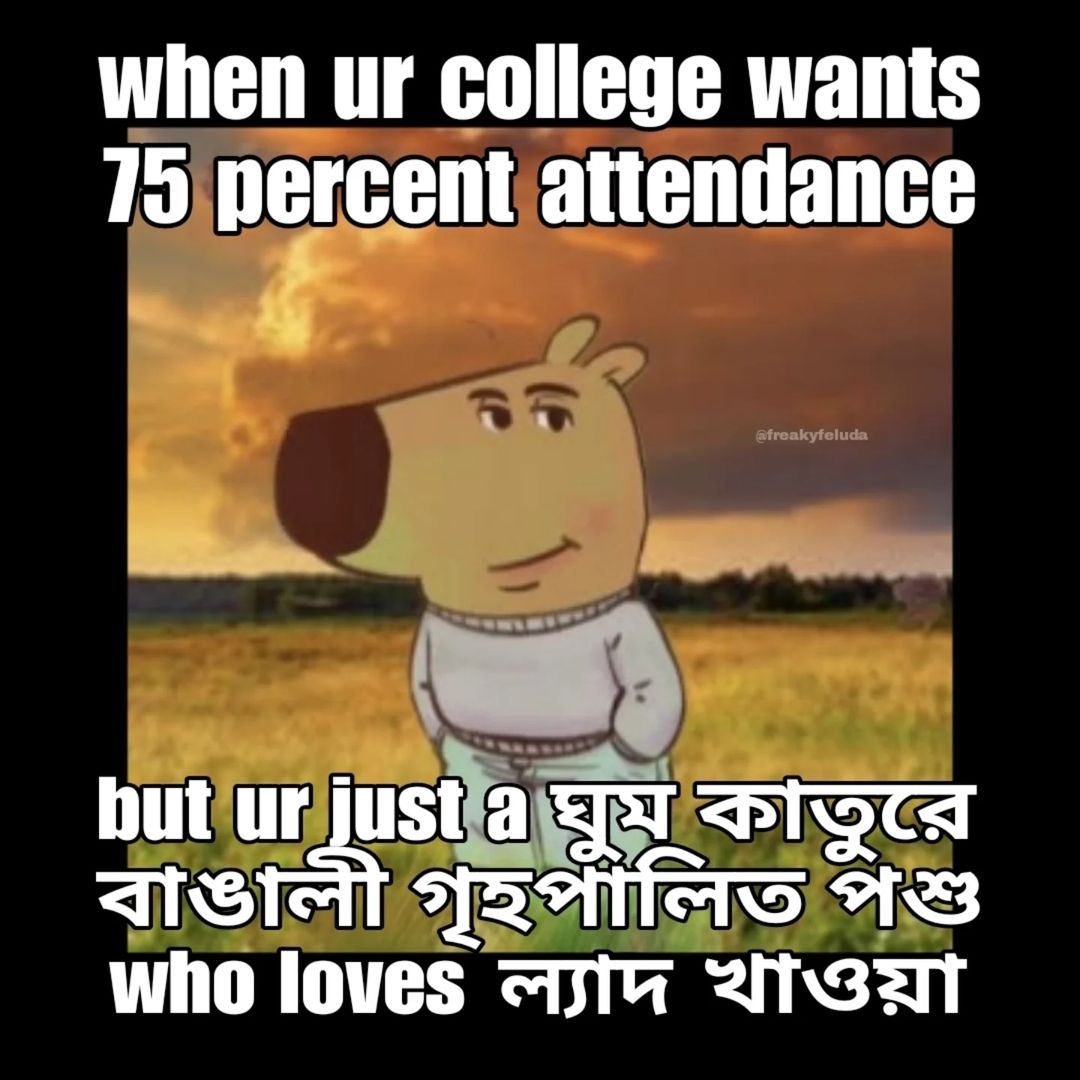 when ur college wants
75 percent attendance
@freakyfeluda
but ur just a ঘুম কাতুরে
বাঙালী গৃহপালিত পশু
who loves ল্যাদ খাওয়া